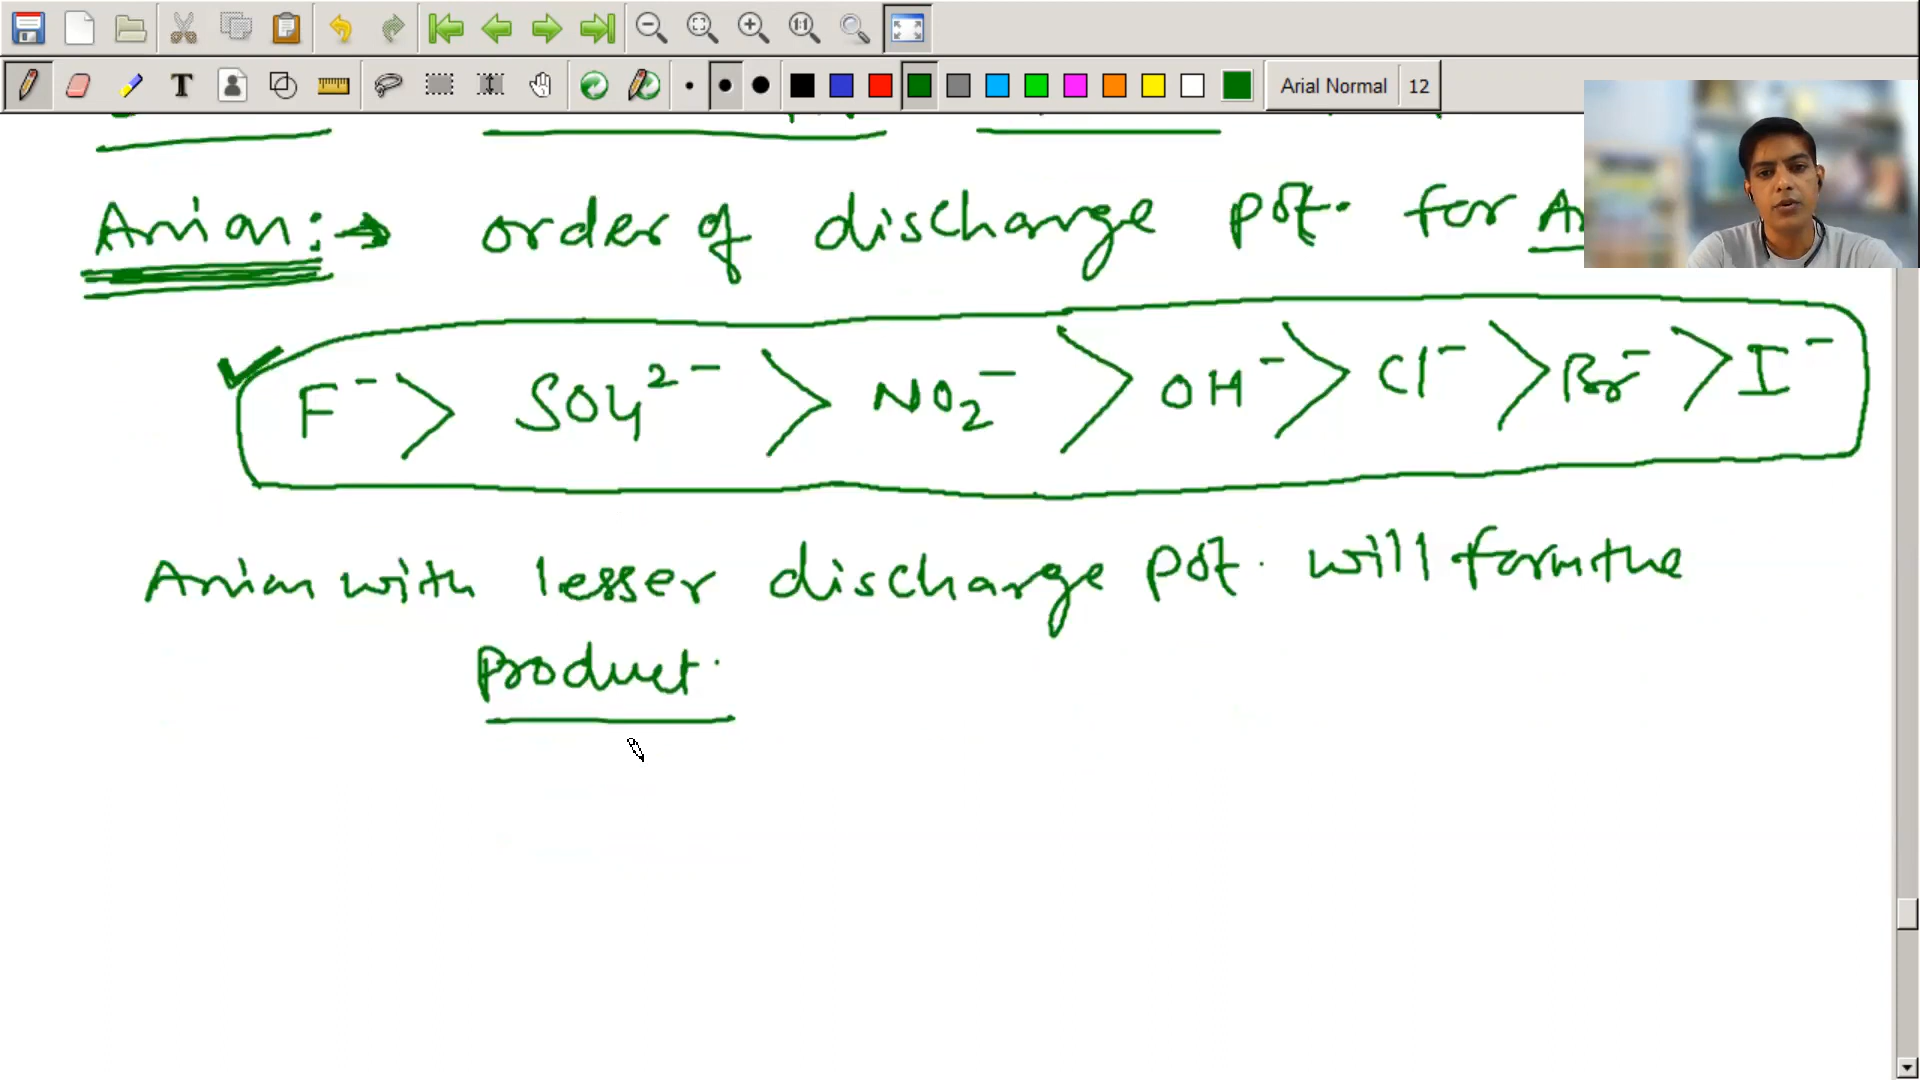 T
Arial Normal 12
Anion:→ order of discharge pot. for
F⁻ > SO4²⁻ > NO2⁻ > OH⁻ > Cl⁻ > Br⁻ > I⁻
Anion with lesser discharge pot. will form the
product.